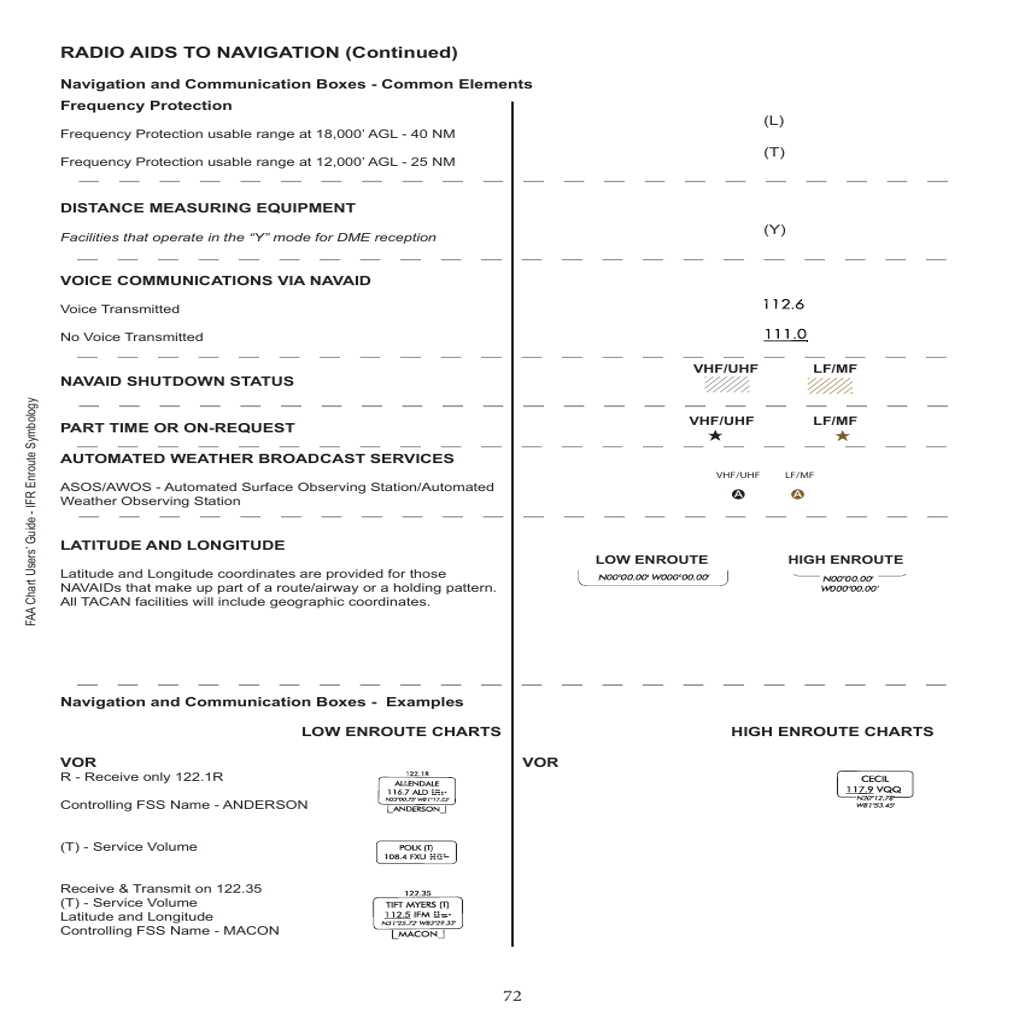 RADIO AIDS TO NAVIGATION (Continued)
Navigation and Communication Boxes - Common Elements
Frequency Protection
(L)
Frequency Protection usable range at 18,000’ AGL - 40 NM
(T)
Frequency Protection usable range at 12,000’ AGL - 25 NM
DISTANCE MEASURING EQUIPMENT
(Y)
Facilities that operate in the “Y” mode for DME reception
VOICE COMMUNICATIONS VIA NAVAID
Voice Transmitted
112.6
No Voice Transmitted
111.0
NAVAID SHUTDOWN STATUS
VHF/UHF LF/MF
PART TIME OR ON-REQUEST
VHF/UHF LF/MF
AUTOMATED WEATHER BROADCAST SERVICES
ASOS/AWOS - Automated Surface Observing Station/Automated
Weather Observing Station
VHF/UHF LF/MF
A A
LATITUDE AND LONGITUDE
Latitude and Longitude coordinates are provided for those
NAVAIDs that make up part of a route/airway or a holding pattern.
All TACAN facilities will include geographic coordinates.
LOW ENROUTE
N00°00.00' W000°00.00'
HIGH ENROUTE
N00°00.00'
W000°00.00'
Navigation and Communication Boxes - Examples
LOW ENROUTE CHARTS
HIGH ENROUTE CHARTS
VOR
R - Receive only 122.1R
Controlling FSS Name - ANDERSON
122.1R
ALLENDALE
116.7 ALD
N33°00.75' W81°17.53'
ANDERSON
(T) - Service Volume
POLK (T)
108.4 FXU
Receive & Transmit on 122.35
(T) - Service Volume
Latitude and Longitude
Controlling FSS Name - MACON
122.35
TIFT MYERS (T)
112.5 IFM
N31°25.72' W83°29.33'
MACON
VOR
CECIL
117.9 VQQ
N30°12.78'
W81°53.45'
FAA Chart Users’ Guide - IFR Enroute Symbology
72